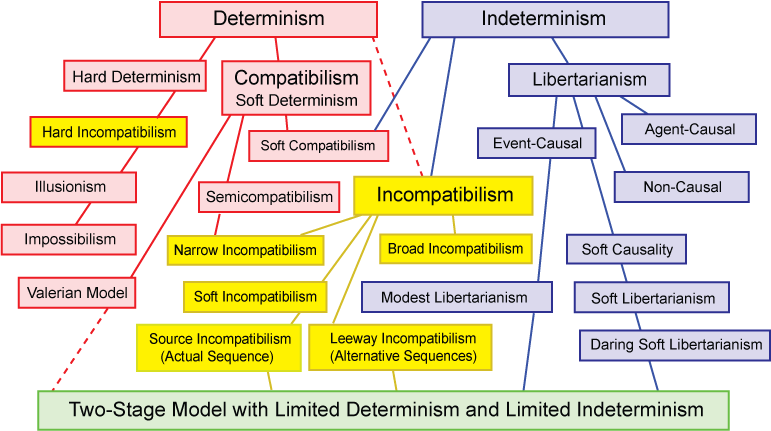 Determinism
Indeterminism
Hard Determinism
Compatibilism
Soft Determinism
Libertarianism
Hard Incompatibilism
Soft Compatibilism
Event-Causal
Agent-Causal
Illusionism
Semicompatibilism
Incompatibilism
Non-Causal
Impossibilism
Narrow Incompatibilism
Broad Incompatibilism
Soft Causality
Valerian Model
Soft Incompatibilism
Modest Libertarianism
Soft Libertarianism
Source Incompatibilism
(Actual Sequence)
Leeway Incompatibilism
(Alternative Sequences)
Daring Soft Libertarianism
Two-Stage Model with Limited Determinism and Limited Indeterminism